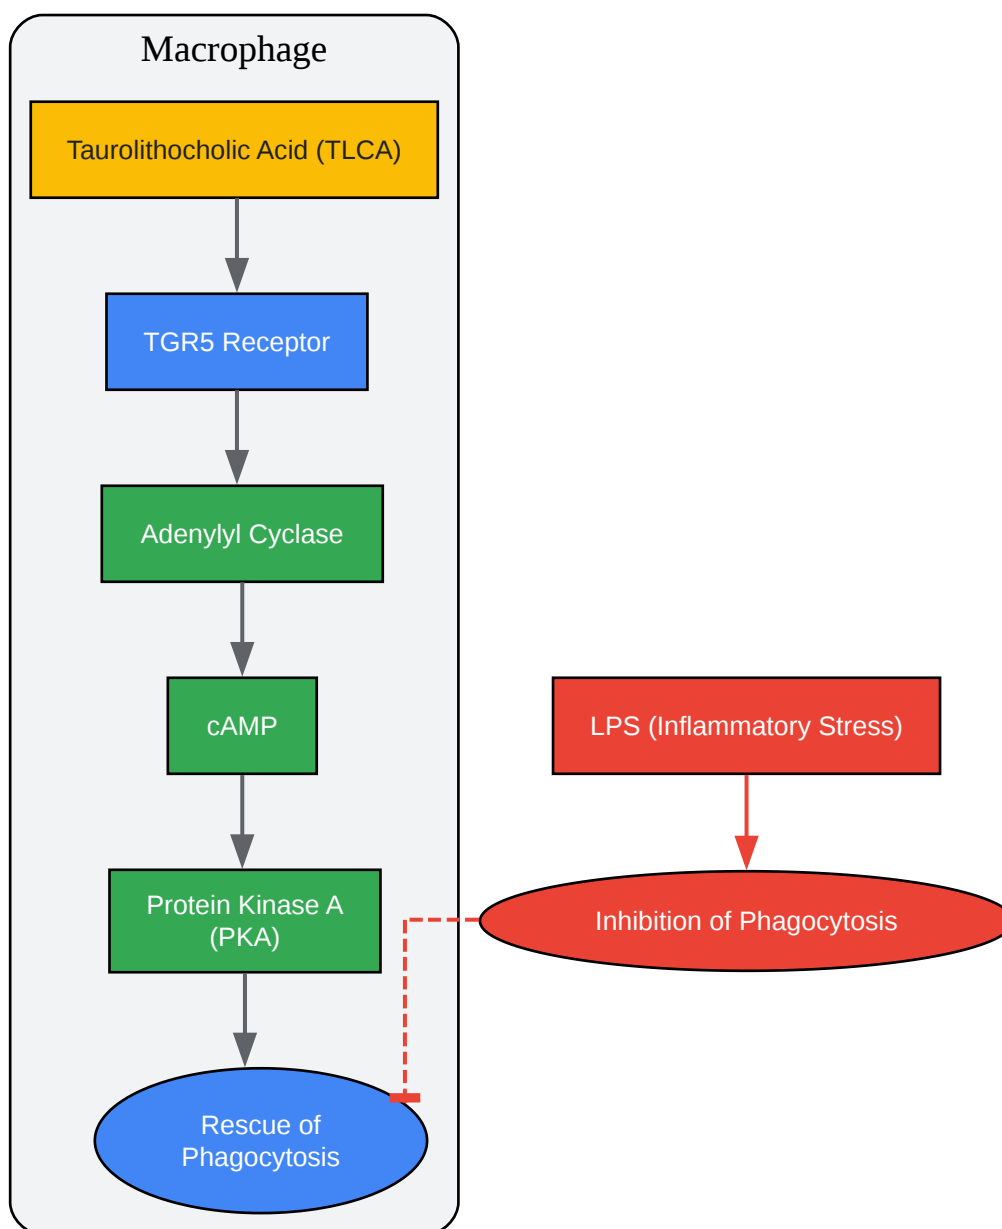 Macrophage
Taurolithocholic Acid (TLCA)
TGR5 Receptor
Adenylyl Cyclase
cAMP
LPS (Inflammatory Stress)
Protein Kinase A
(PKA)
Inhibition of Phagocytosis
Rescue of
Phagocytosis